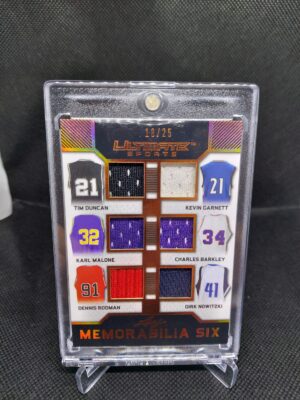 18/25
ULTIMATE
SPORTS
21 21
TIM DUNCAN KEVIN GARNETT
32 34
KARL MALONE CHARLES BARKLEY
91 41
DENNIS RODMAN DIRK NOWITZKI
MEMORABILIA SIX